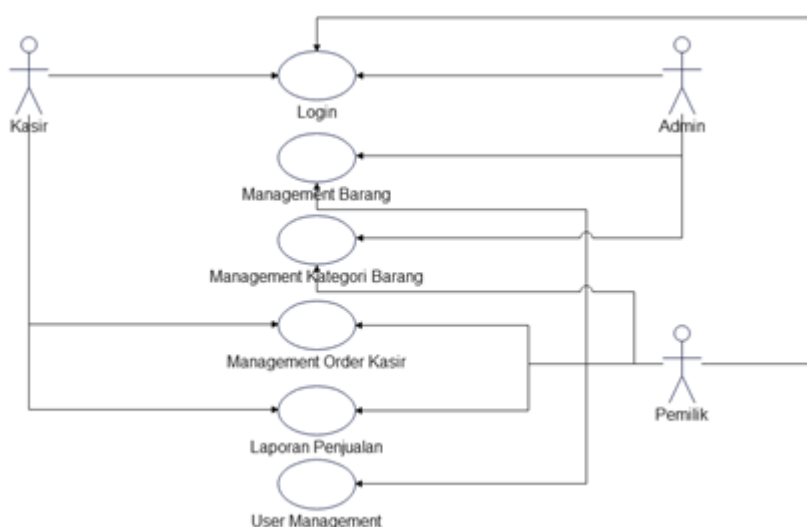 Kasir
Login
Admin
Management Barang
Management Kategori Barang
Management Order Kasir
Pemilik
Laporan Penjualan
User Management